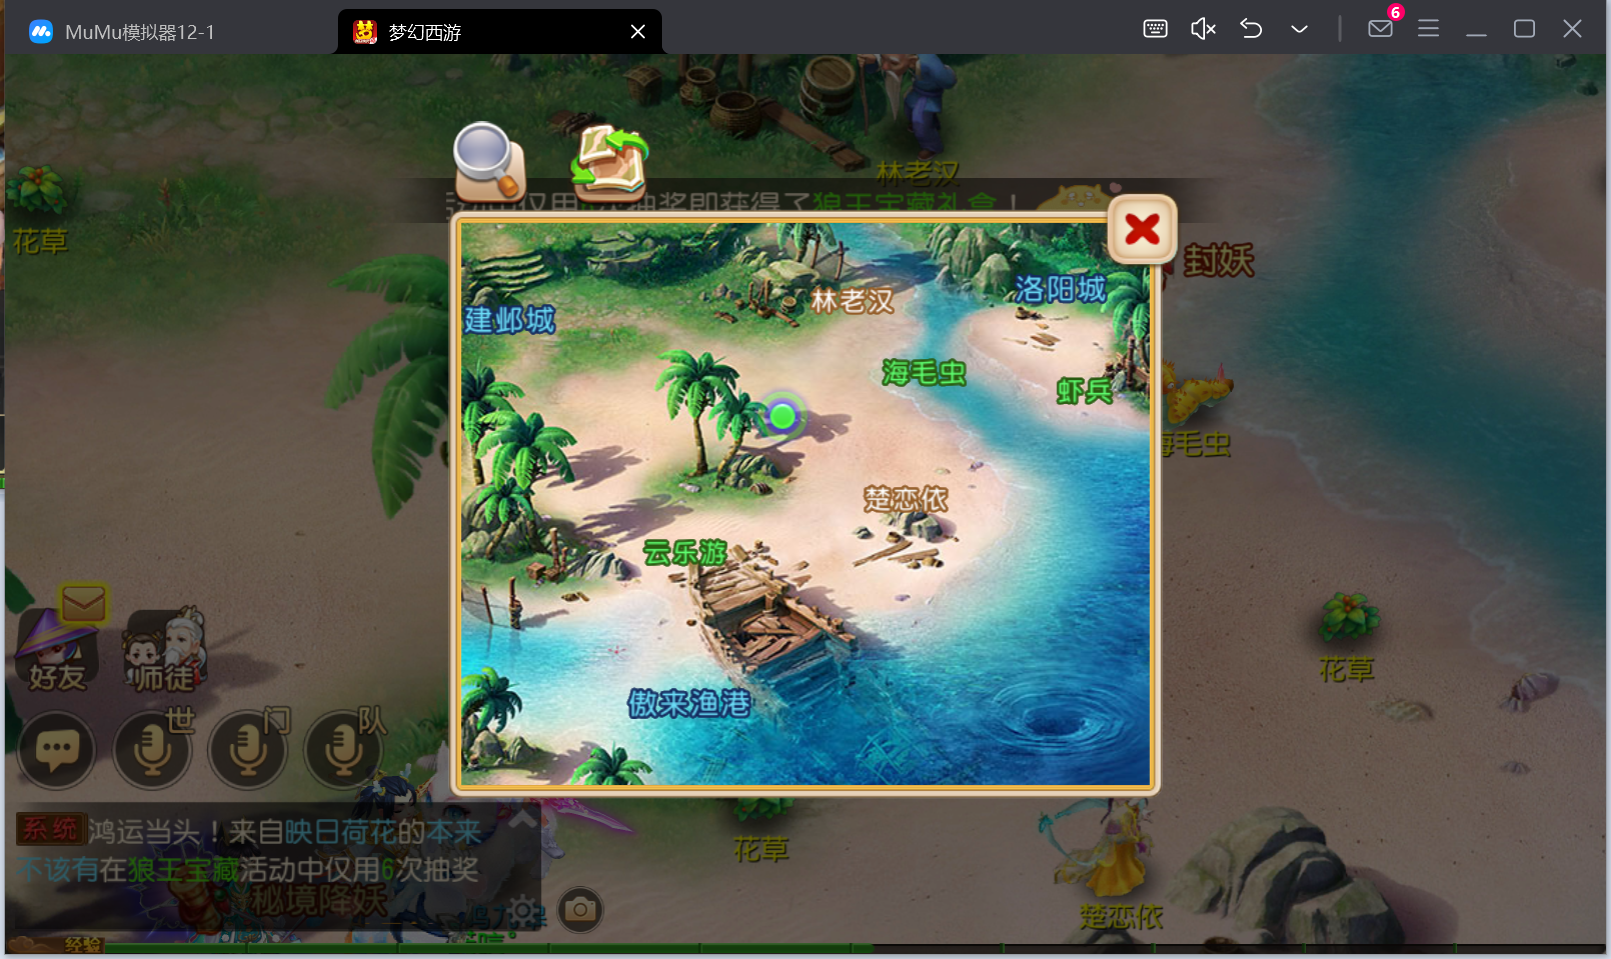 MuMu模拟器12-1
梦幻西游
6
林老汉
仅用6次抽奖即获得了狼王宝藏礼盒！
花草
封妖
洛阳城
林老汉
建邺城
海毛虫
虾兵
海毛虫
楚恋依
云乐游
花草
好友
师徒
傲来渔港
世
门
队
系统 鸿运当头！来自映日荷花的本来
不该有在狼王宝藏活动中仅用6次抽奖
花草
秘境降妖
楚恋依
经验